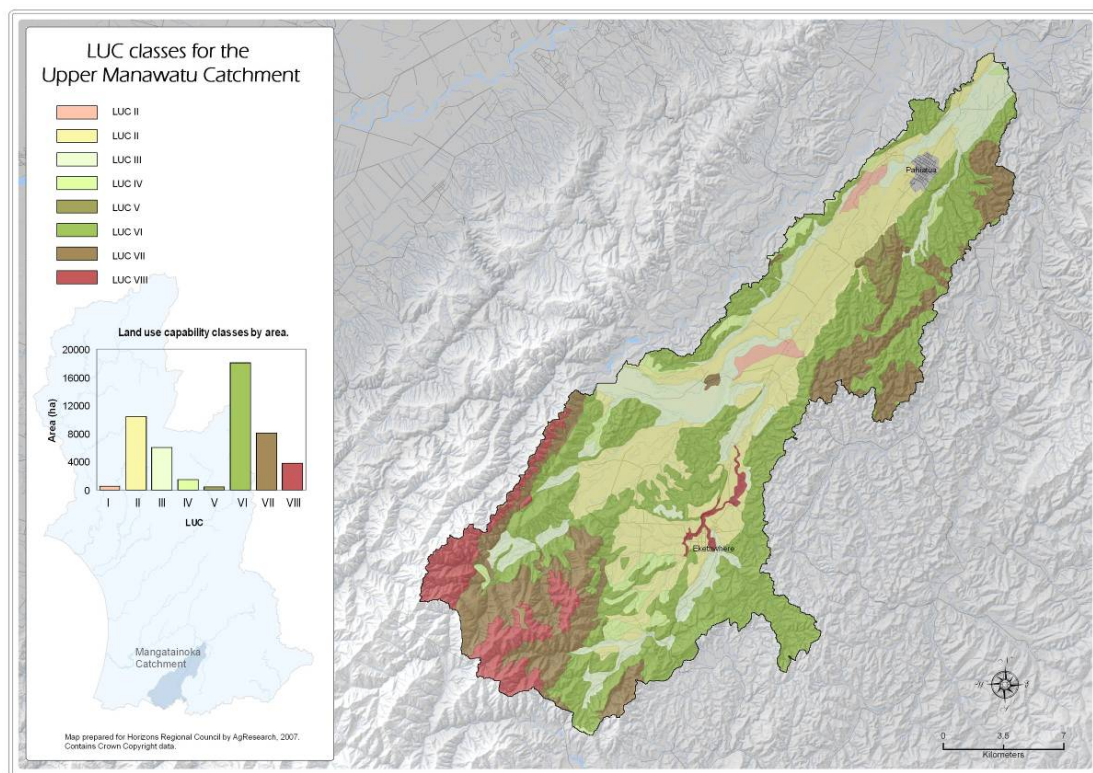 LUC classes for the
Upper Manawatu Catchment
LUC II
LUC II
LUC III
LUC IV
LUC V
LUC VI
LUC VII
LUC VIII
Land use capability classes by area.
20000
16000
12000
8000
4000
0
Area (ha)
I II III IV V VI VII VIII
LUC
Mangatainoka
Catchment
Map prepared for Horizons Regional Council by AgResearch, 2007.
Contains Crown Copyright data.
Pahiatua
Eketahuna
0 3.5 7
Kilometers